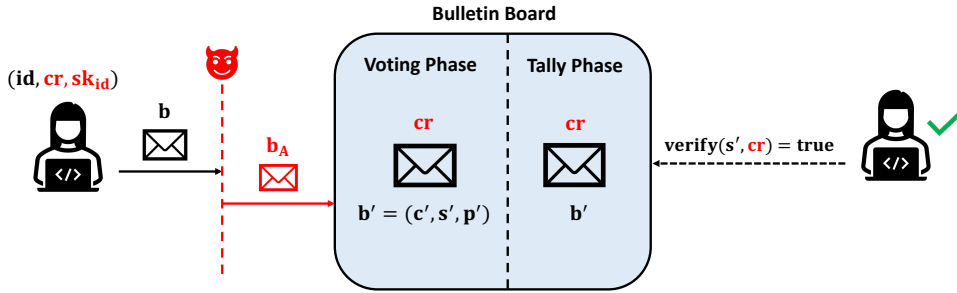 Bulletin Board
Voting Phase
Tally Phase
(id, cr, sk_id)
b
b_A
cr
cr
</>
b′ = (c′, s′, p′)
b′
verify(s′, cr) = true
</>